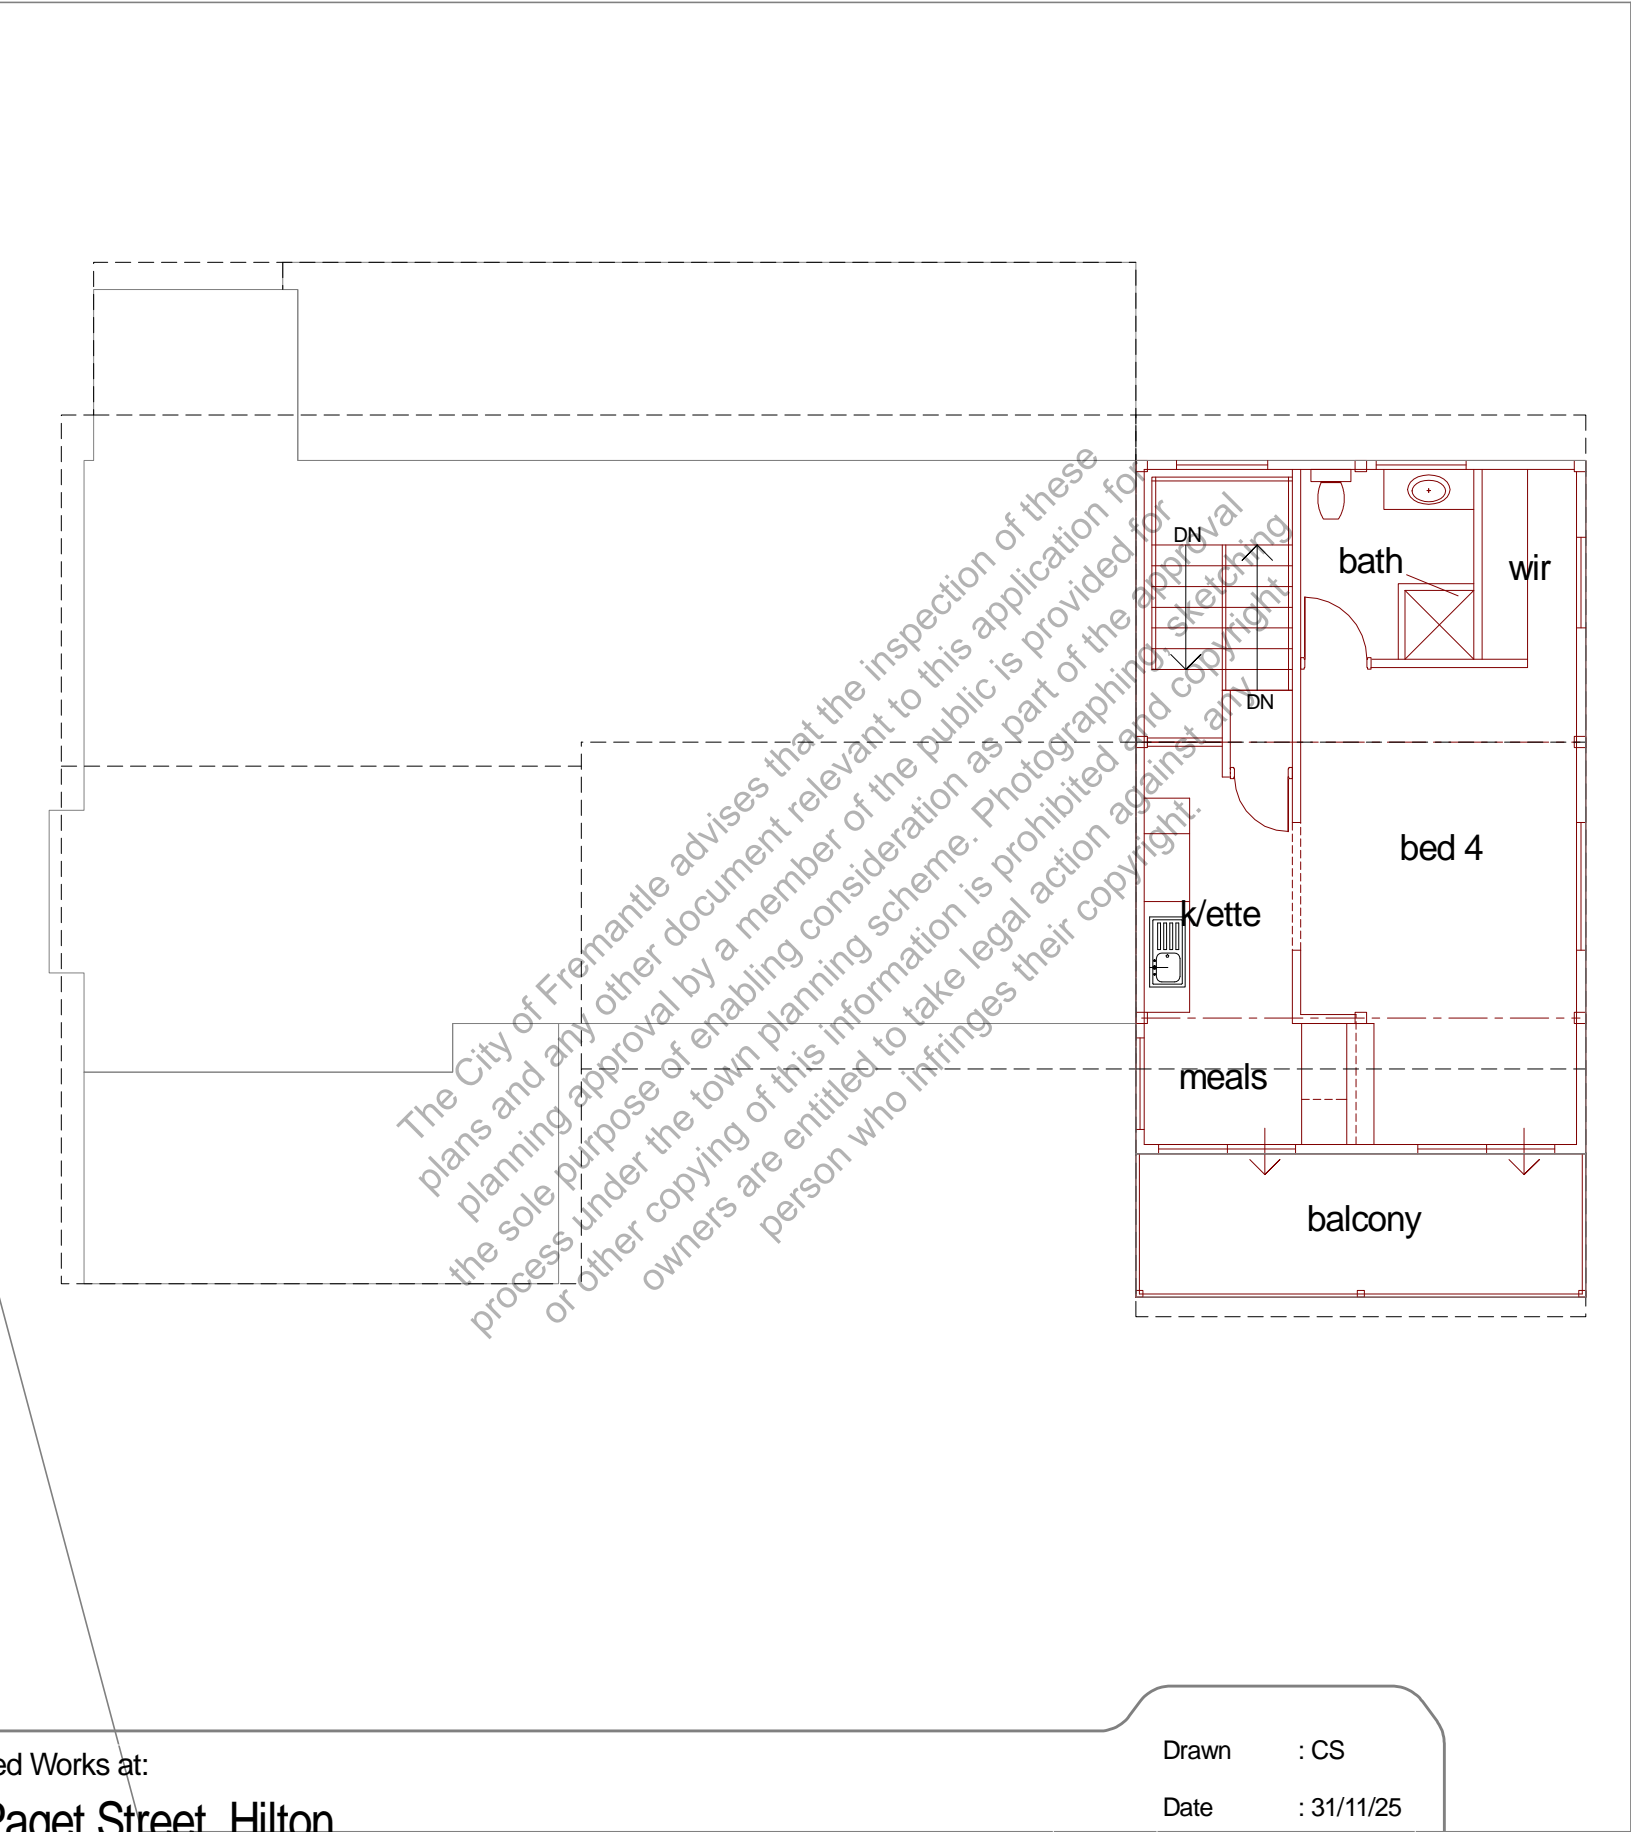 DN
bath
wir
DN
bed 4
k/ette
meals
balcony
The City of Fremantle advises that the inspection of these
plans and any other document relevant to this application for
planning approval by a member of the public is provided for
the sole purpose of enabling consideration as part of the approval
process under the town planning scheme. Photographing, sketching
or other copying of this information is prohibited and copyright
owners are entitled to take legal action against any
person who infringes their copyright.
ed Works at:
Paget Street, Hilton
Drawn : CS
Date : 31/11/25